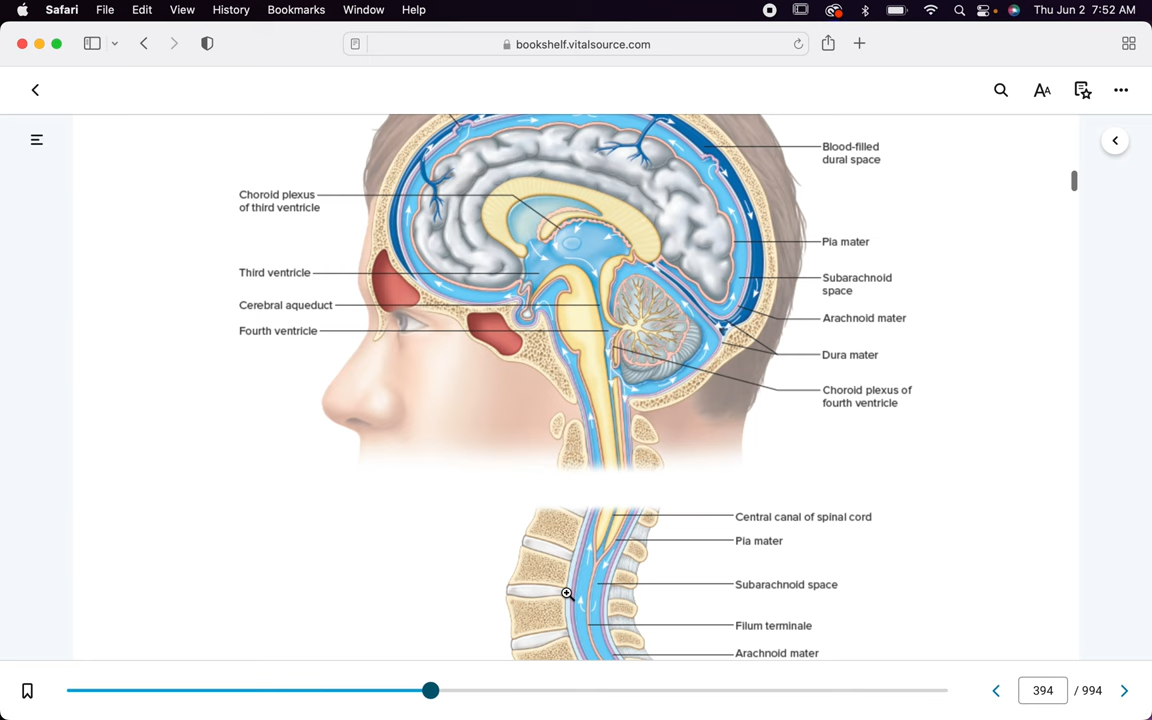 Safari File Edit View History Bookmarks Window Help Thu Jun 2 7:52 AM
bookshelf.vitalsource.com
AA
Blood-filled
dural space
Choroid plexus
of third ventricle
Pia mater
Third ventricle
Subarachnoid
space
Cerebral aqueduct
Arachnoid mater
Fourth ventricle
Dura mater
Choroid plexus of
fourth ventricle
Central canal of spinal cord
Pia mater
Subarachnoid space
Filum terminale
Arachnoid mater
394 / 994